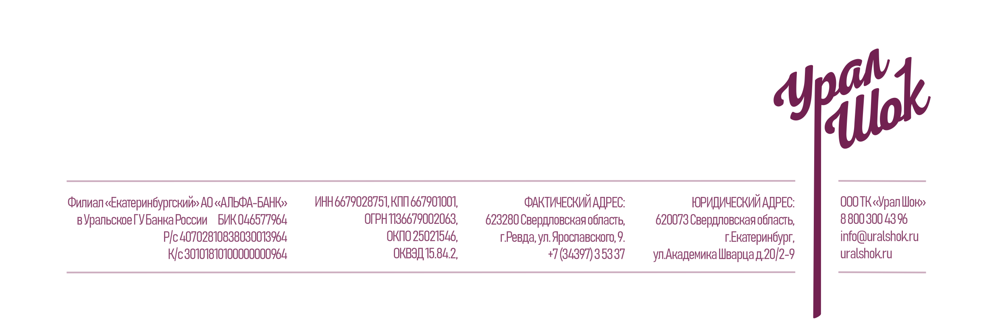 Урал
Шок
Филиал «Екатеринбургский» АО «АЛЬФА-БАНК»
в Уральское ГУ Банка России БИК 046577964
Р/с 40702810838030013964
К/с 30101810100000000964
ИНН 6679028751, КПП 667901001,
ОГРН 1136679002063,
ОКПО 25021546,
ОКВЭД 15.84.2,
ФАКТИЧЕСКИЙ АДРЕС:
623280 Свердловская область,
г.Ревда, ул. Ярославского, 9.
+7 (34397) 3 53 37
ЮРИДИЧЕСКИЙ АДРЕС:
620073 Свердловская область,
г.Екатеринбург,
ул.Академика Шварца д.20/2-9
ООО ТК «Урал Шок»
8 800 300 43 96
info@uralshok.ru
uralshok.ru